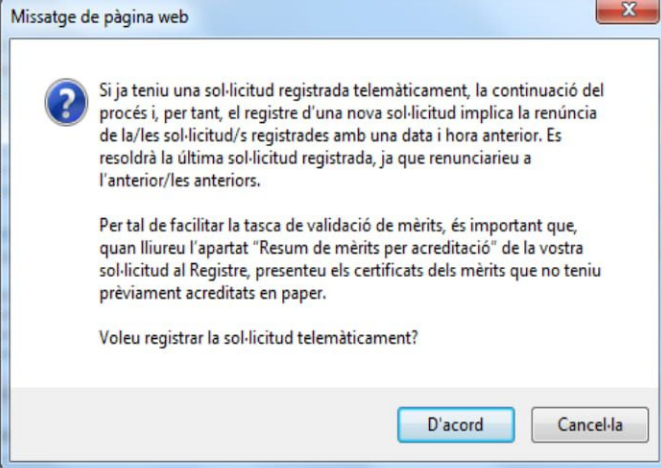 Missatge de pàgina web
x
?
Si ja teniu una sol·licitud registrada telemàticament, la continuació del
procés i, per tant, el registre d'una nova sol·licitud implica la renúncia
de la/les sol·licitud/s registrades amb una data i hora anterior. Es
resoldrà la última sol·licitud registrada, ja que renunciarieu a
l'anterior/les anteriors.
Per tal de facilitar la tasca de validació de mèrits, és important que,
quan lliureu l'apartat "Resum de mèrits per acreditació" de la vostra
sol·licitud al Registre, presenteu els certificats dels mèrits que no teniu
prèviament acreditats en paper.
Voleu registrar la sol·licitud telemàticament?
D'acord
Cancel·la